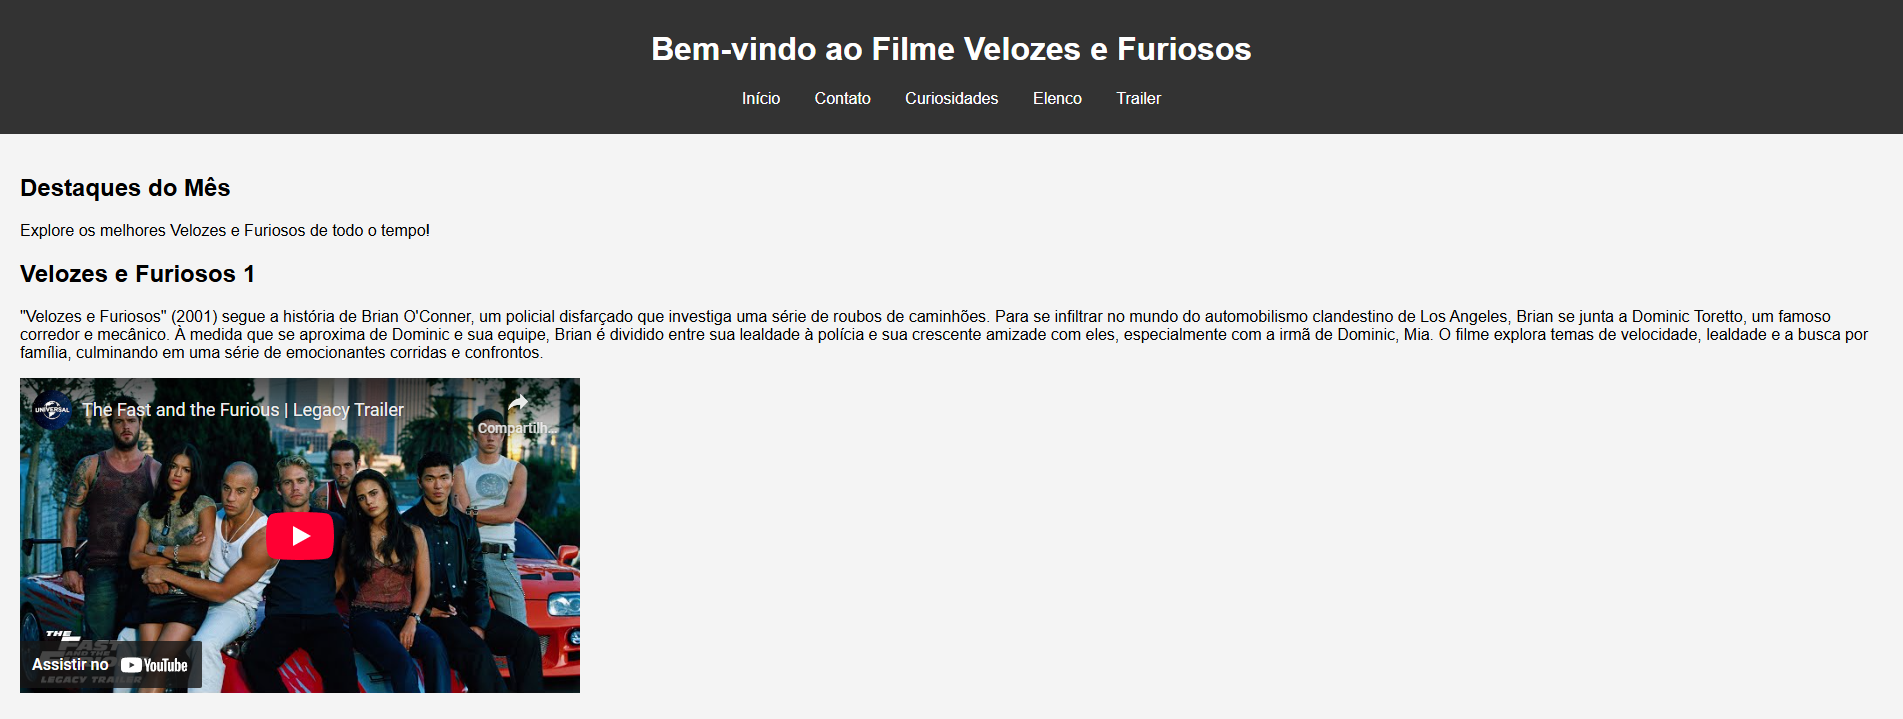 Bem-vindo ao Filme Velozes e Furiosos
Início Contato Curiosidades Elenco Trailer
Destaques do Mês
Explore os melhores Velozes e Furiosos de todo o tempo!
Velozes e Furiosos 1
"Velozes e Furiosos" (2001) segue a história de Brian O'Conner, um policial disfarçado que investiga uma série de roubos de caminhões. Para se infiltrar no mundo do automobilismo clandestino de Los Angeles, Brian se junta a Dominic Toretto, um famoso
corredor e mecânico. À medida que se aproxima de Dominic e sua equipe, Brian é dividido entre sua lealdade à polícia e sua crescente amizade com eles, especialmente com a irmã de Dominic, Mia. O filme explora temas de velocidade, lealdade e a busca por
família, culminando em uma série de emocionantes corridas e confrontos.
UNIVERSAL
The Fast and the Furious | Legacy Trailer
Compartilh...
THE
FAST
AND THE
Assistir no YouTube
LEGACY TRAILER